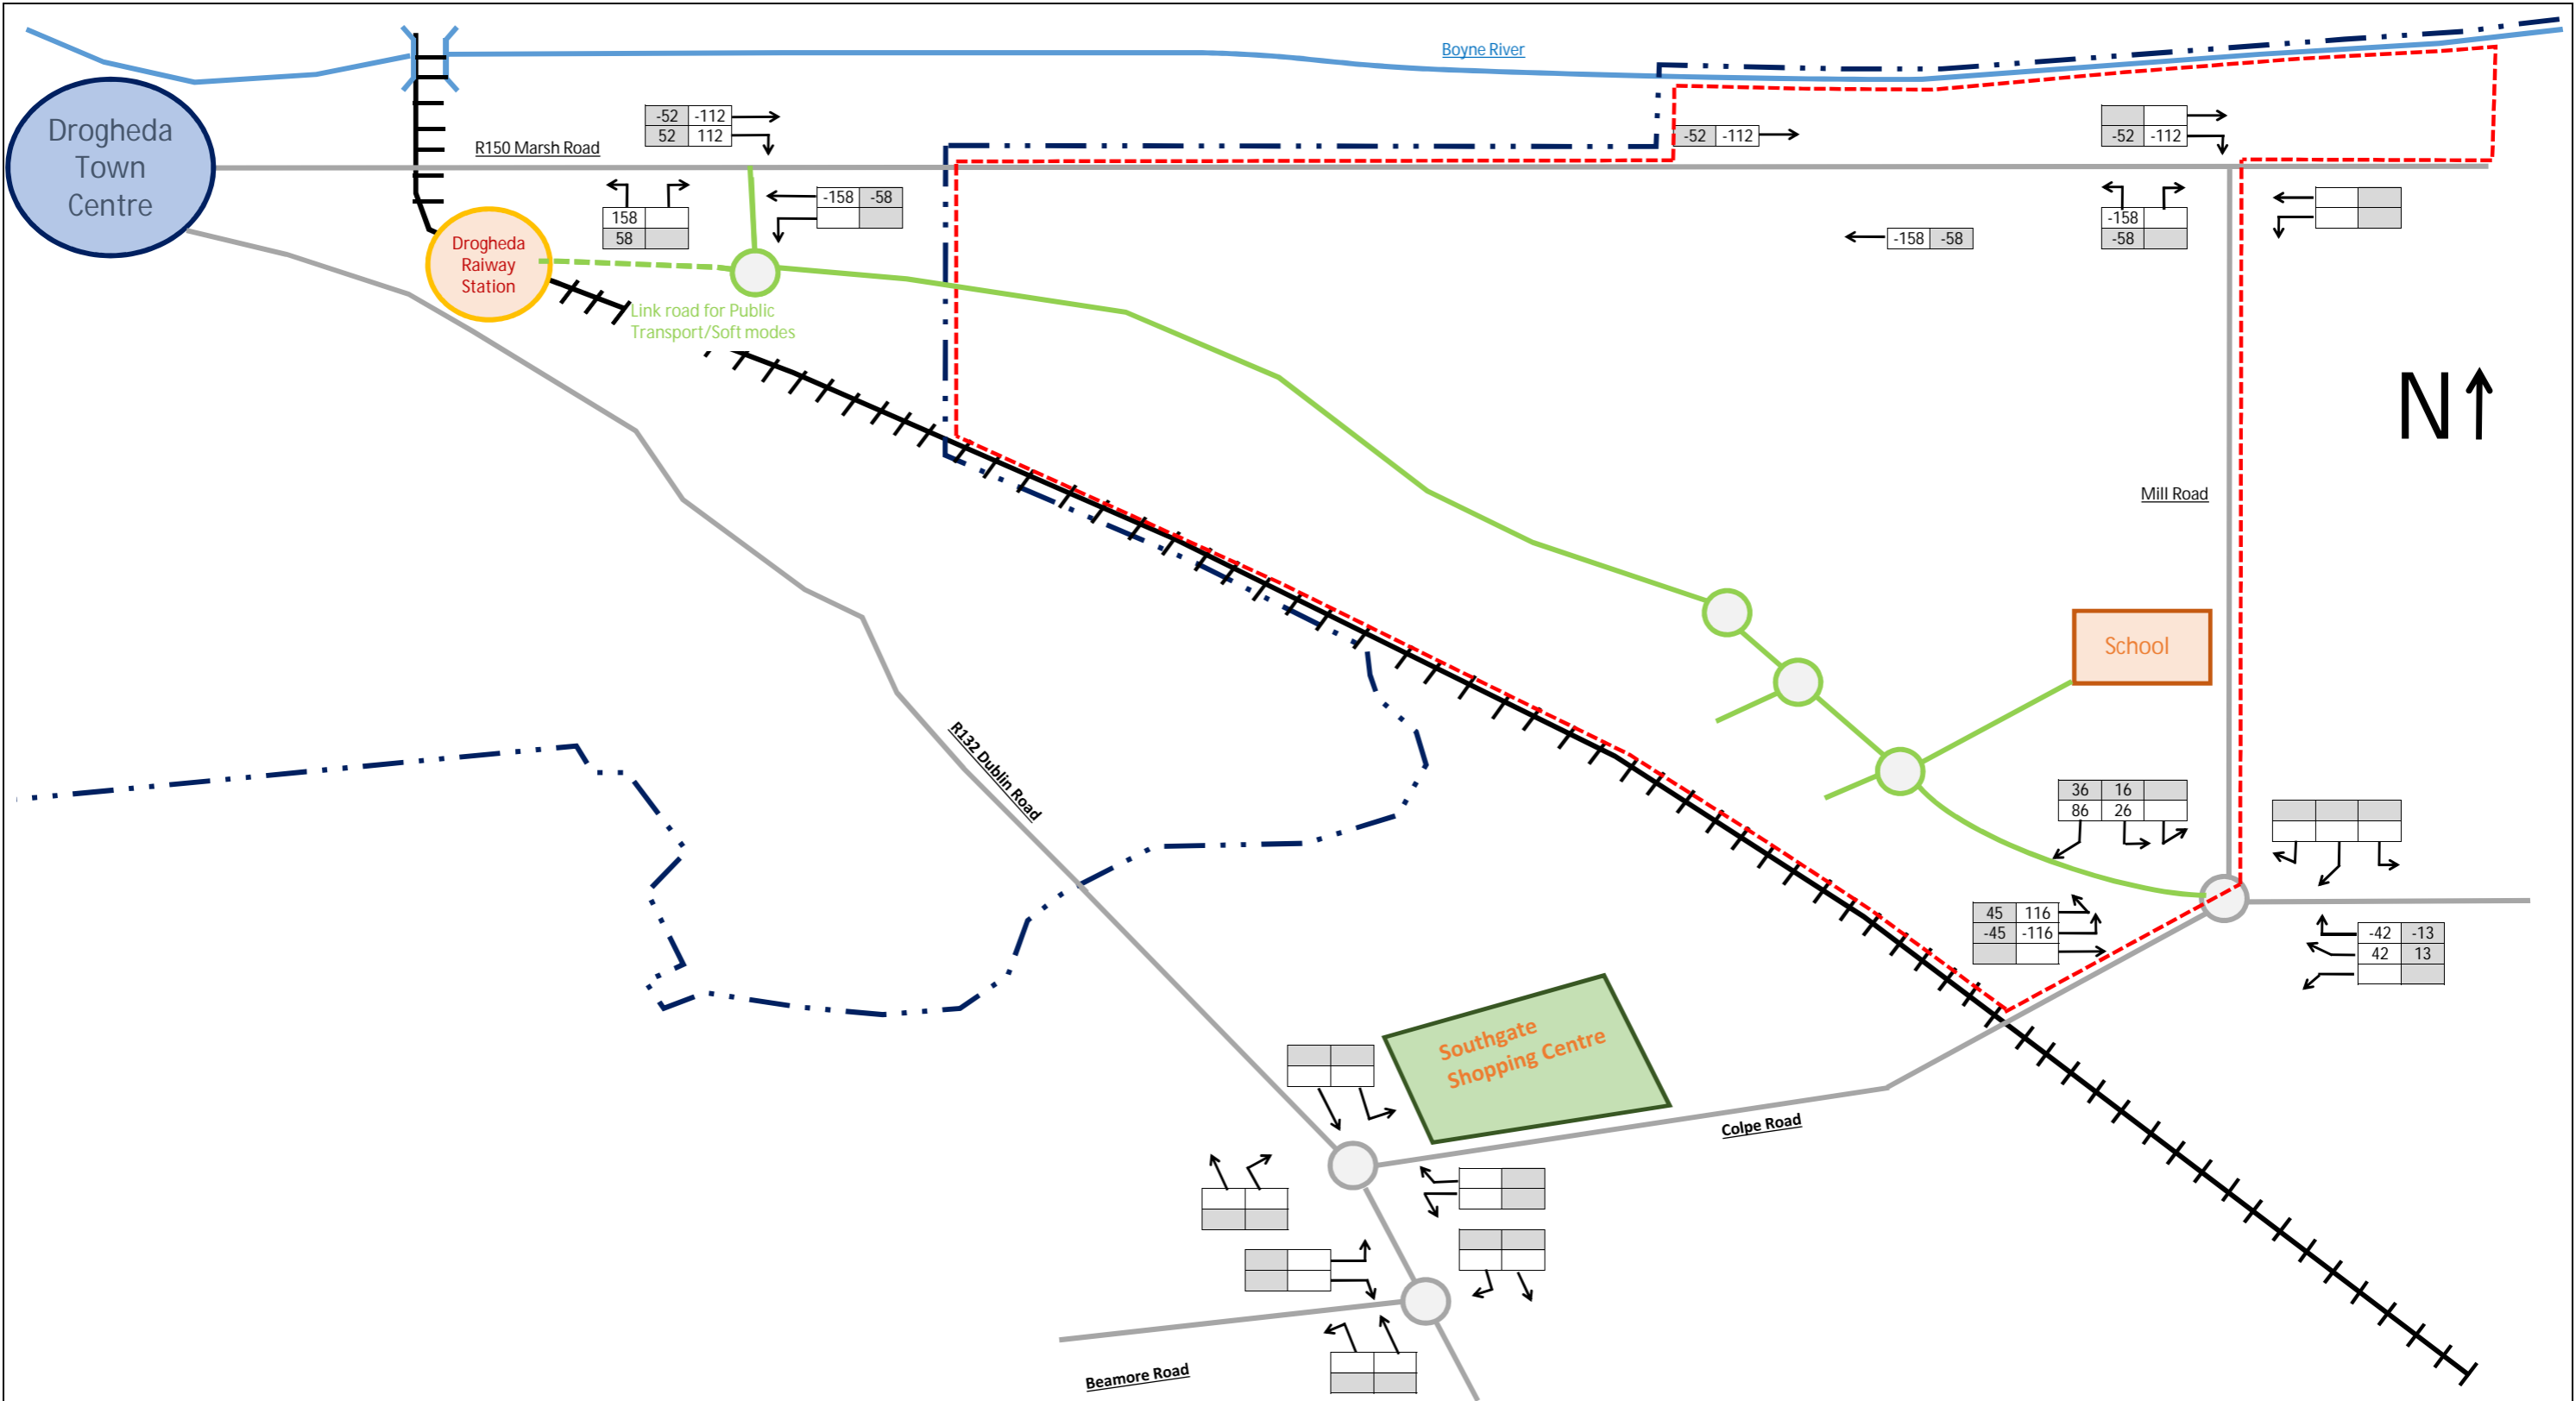 Boyne River
Drogheda
Town
Centre
-52 -112
52 112
-52 -112
-52 -112
R150 Marsh Road
158
58
-158 -58
-158
-58
-158 -58
Drogheda
Raiway
Station
Link road for Public
Transport/Soft modes
N
Mill Road
School
R132 Dublin Road
36 16
86 26
45 116
-45 -116
-42 -13
42 13
Southgate
Shopping Centre
Colpe Road
Beamore Road